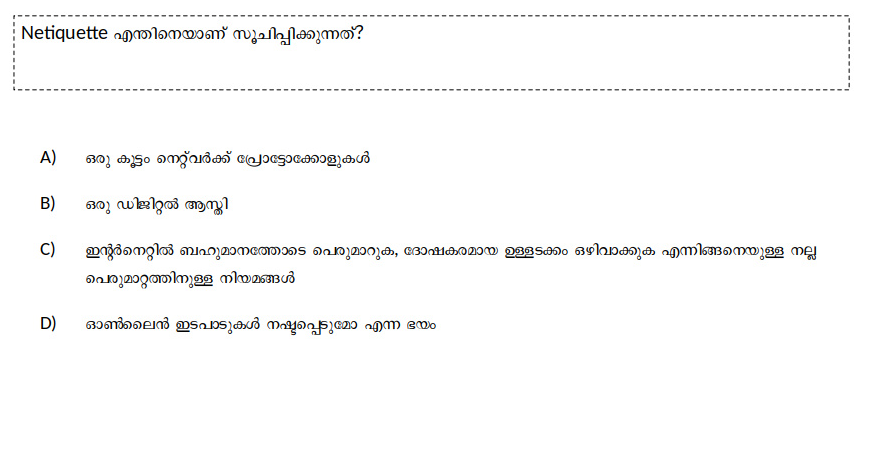 Netiquette എന്തിനെയാണ് സൂചിപ്പിക്കുന്നത്?
A) ഒരു കൂട്ടം നെറ്റ്‌വർക്ക് പ്രോട്ടോക്കോളുകൾ
B) ഒരു ഡിജിറ്റൽ ആസ്തി
C) ഇന്റർനെറ്റിൽ ബഹുമാനത്തോടെ പെരുമാറുക, ദോഷകരമായ ഉള്ളടക്കം ഒഴിവാക്കുക എന്നിങ്ങനെയുള്ള നല്ല
പെരുമാറ്റത്തിനുള്ള നിയമങ്ങൾ
D) ഓൺലൈൻ ഇടപാടുകൾ നഷ്ടപ്പെടുമോ എന്ന ഭയം